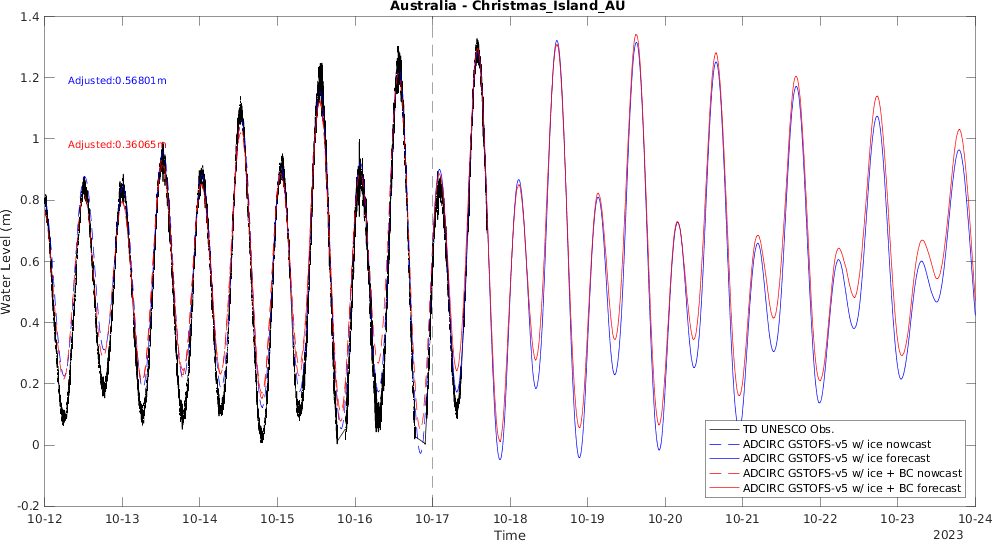 Australia - Christmas_Island_AU
1.4
1.2
1
0.8
0.6
0.4
0.2
0
-0.2
Water Level (m)
Adjusted:0.56801m
Adjusted:0.36065m
TD UNESCO Obs.
ADCIRC GSTOFS-v5 w/ ice nowcast
ADCIRC GSTOFS-v5 w/ ice forecast
ADCIRC GSTOFS-v5 w/ ice + BC nowcast
ADCIRC GSTOFS-v5 w/ ice + BC forecast
10-12 10-13 10-14 10-15 10-16 10-17 10-18 10-19 10-20 10-21 10-22 10-23 10-24
Time
2023